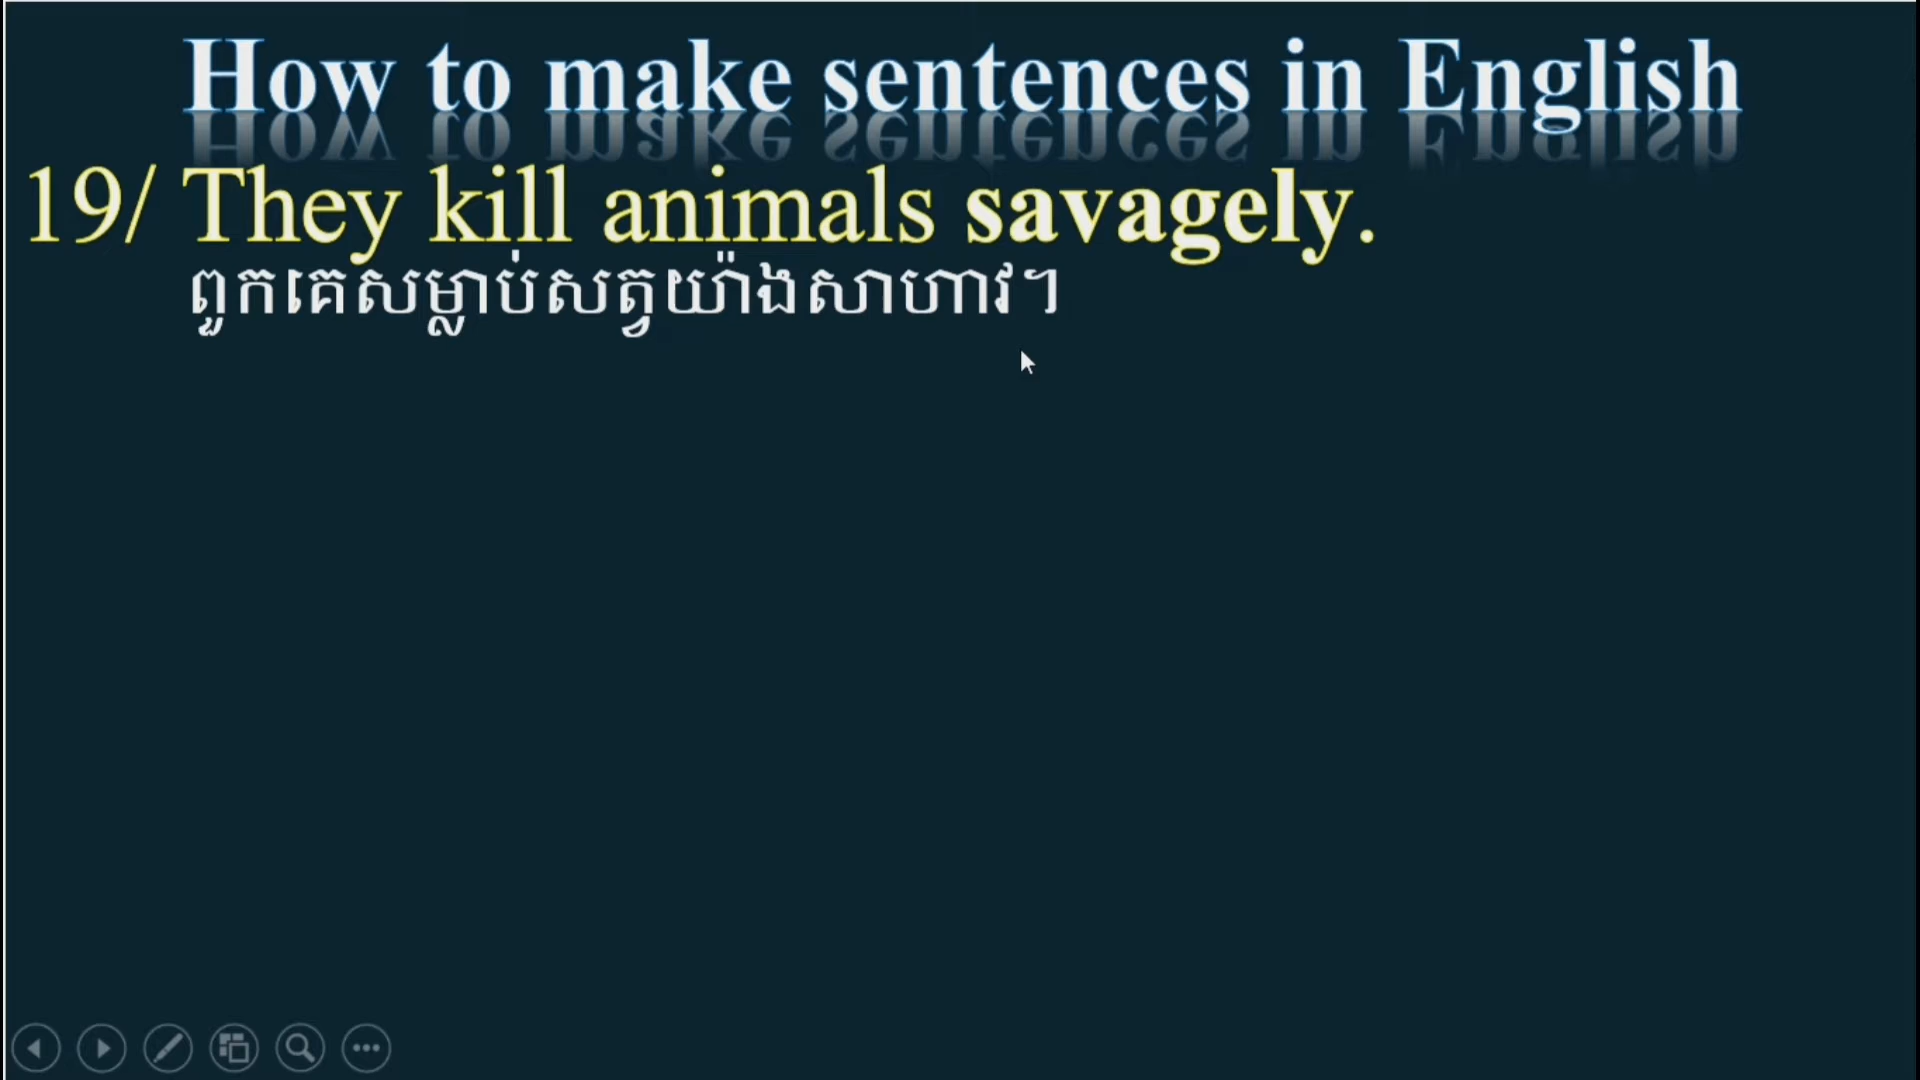 How to make sentences in English
19/ They kill animals savagely.
ពួកគេសម្លាប់សត្វយ៉ាងសាហាវ។